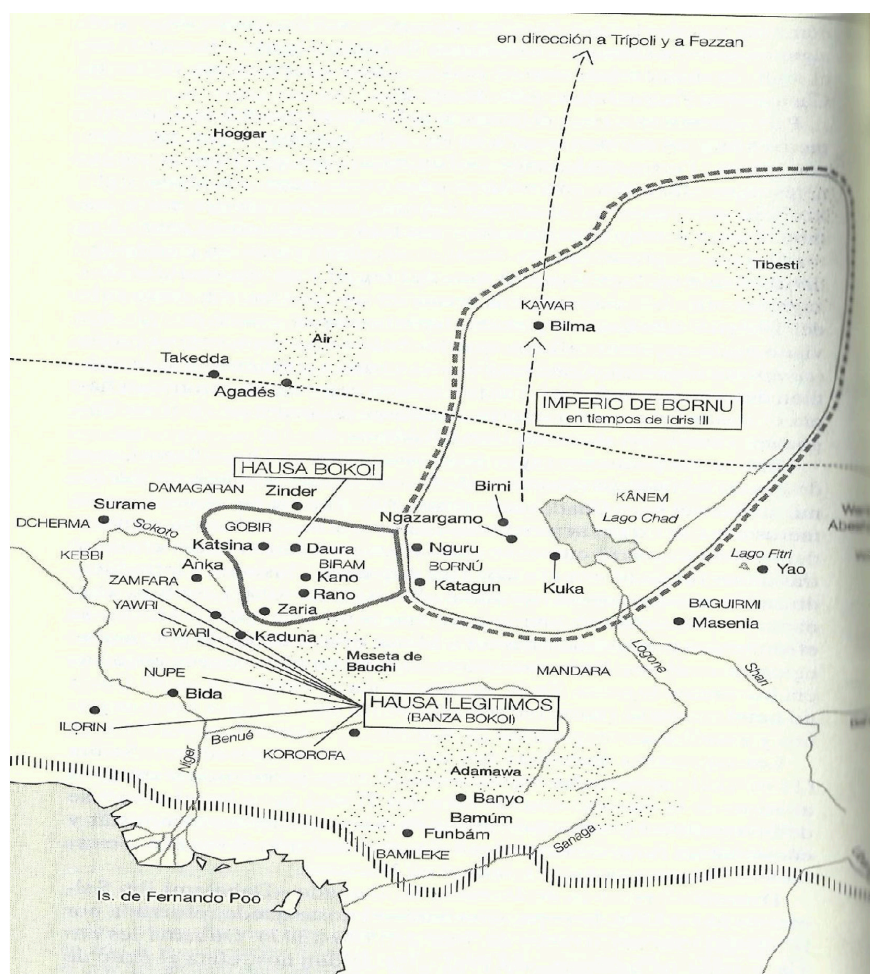 en dirección a Trípoli y a Fezzan
Hoggar
Tibesti
KAWAR
Bilma
Air
Takedda
Agadés
IMPERIO DE BORNU
en tiempos de Idris III
HAUSA BOKOI
DAMAGARAN
Zinder
Birni
KÂNEM
Surame
Ngazargamo
Lago Chad
DCHERMA
Sokoto
GOBIR
KEBBI
Katsina
Daura
Nguru
Lago Fitri
BIRAM
BORNÚ
Yao
Anka
Kano
Katagun
Kuka
ZAMFARA
Rano
YAWRI
Zaria
BAGUIRMI
Masenia
GWARI
Kaduna
Meseta de
Bauchi
Logone
Shari
NUPE
MANDARA
Bida
HAUSA ILEGITIMOS
(BANZA BOKOI)
ILORIN
Benué
KOROROFA
Níger
Adamawa
Banyo
Bamúm
Funbám
BAMILEKE
Sanaga
Is. de Fernando Poo